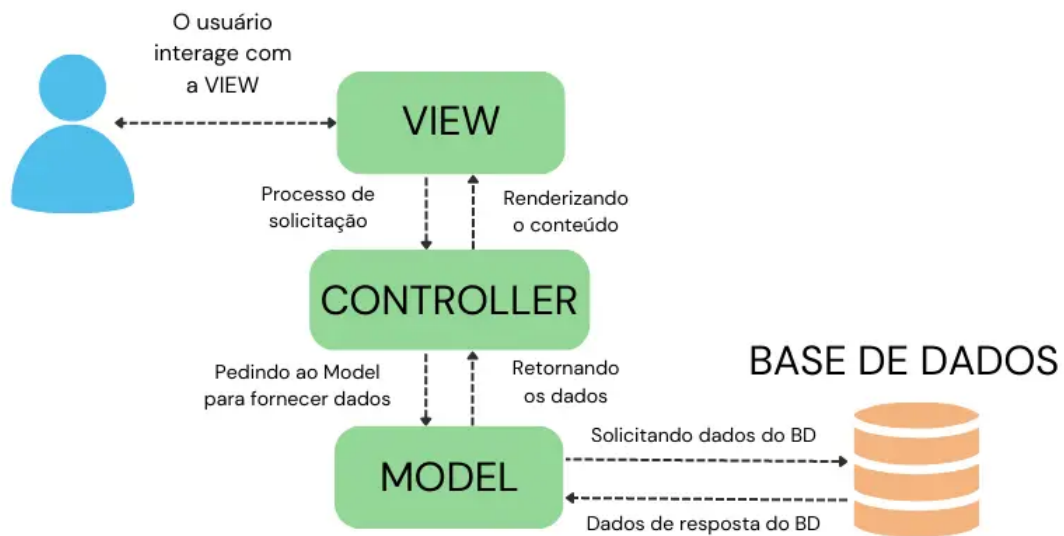 O usuário
interage com
a VIEW
VIEW
Processo de
solicitação
Renderizando
o conteúdo
CONTROLLER
Pedindo ao Model
para fornecer dados
Retornando
os dados
BASE DE DADOS
MODEL
Solicitando dados do BD
Dados de resposta do BD